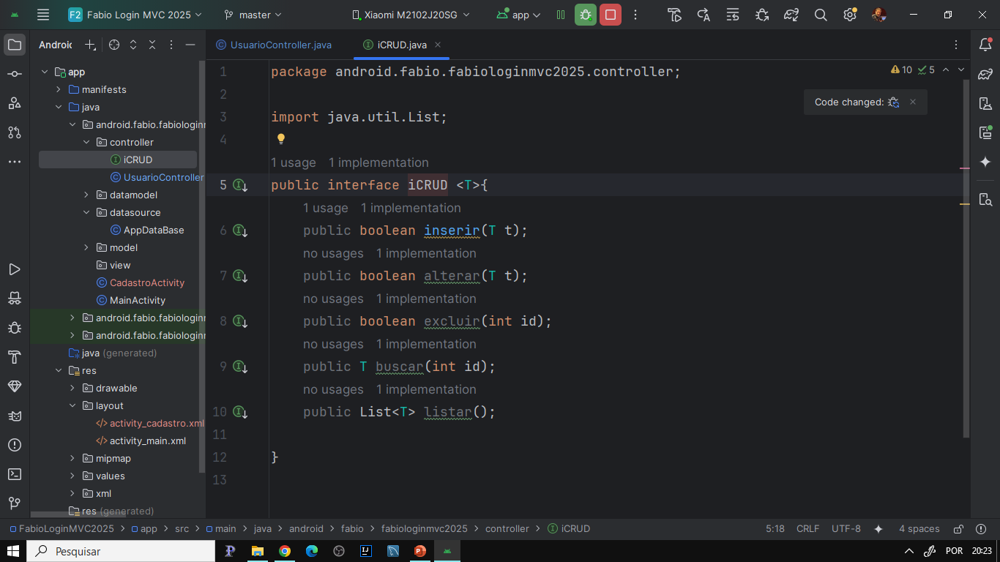 F2 Fabio Login MVC 2025 master Xiaomi M2102J20SG app
Android
UsuarioController.java iCRUD.java
app
manifests
java
android.fabio.fabiologinm
controller
iCRUD
UsuarioController
datamodel
datasource
AppDataBase
model
view
CadastroActivity
MainActivity
android.fabio.fabiologinm
android.fabio.fabiologinm
java (generated)
res
drawable
layout
activity_cadastro.xml
activity_main.xml
mipmap
values
xml
res (generated)
10 5
Code changed:
1 package android.fabio.fabiologinmvc2025.controller;
2
3 import java.util.List;
4
1 usage 1 implementation
5 public interface iCRUD <T>{
1 usage 1 implementation
6 public boolean inserir(T t);
no usages 1 implementation
7 public boolean alterar(T t);
no usages 1 implementation
8 public boolean excluir(int id);
no usages 1 implementation
9 public T buscar(int id);
no usages 1 implementation
10 public List<T> listar();
11
12 }
13
FabioLoginMVC2025 > app > src > main > java > android > fabio > fabiologinmvc2025 > controller > iCRUD 5:18 CRLF UTF-8 4 spaces
Pesquisar POR 20:23